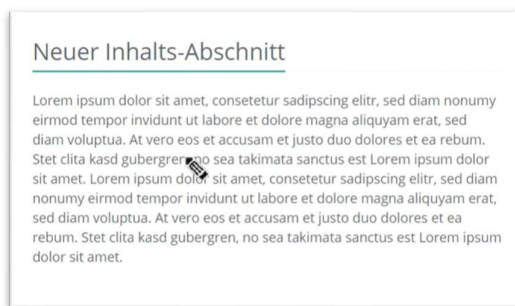 Neuer Inhalts-Abschnitt
Lorem ipsum dolor sit amet, consetetur sadipscing elitr, sed diam nonumy
eirmod tempor invidunt ut labore et dolore magna aliquyam erat, sed
diam voluptua. At vero eos et accusam et justo duo dolores et ea rebum.
Stet clita kasd gubergren, no sea takimata sanctus est Lorem ipsum dolor
sit amet. Lorem ipsum dolor sit amet, consetetur sadipscing elitr, sed diam
nonumy eirmod tempor invidunt ut labore et dolore magna aliquyam erat,
sed diam voluptua. At vero eos et accusam et justo duo dolores et ea
rebum. Stet clita kasd gubergren, no sea takimata sanctus est Lorem ipsum
dolor sit amet.